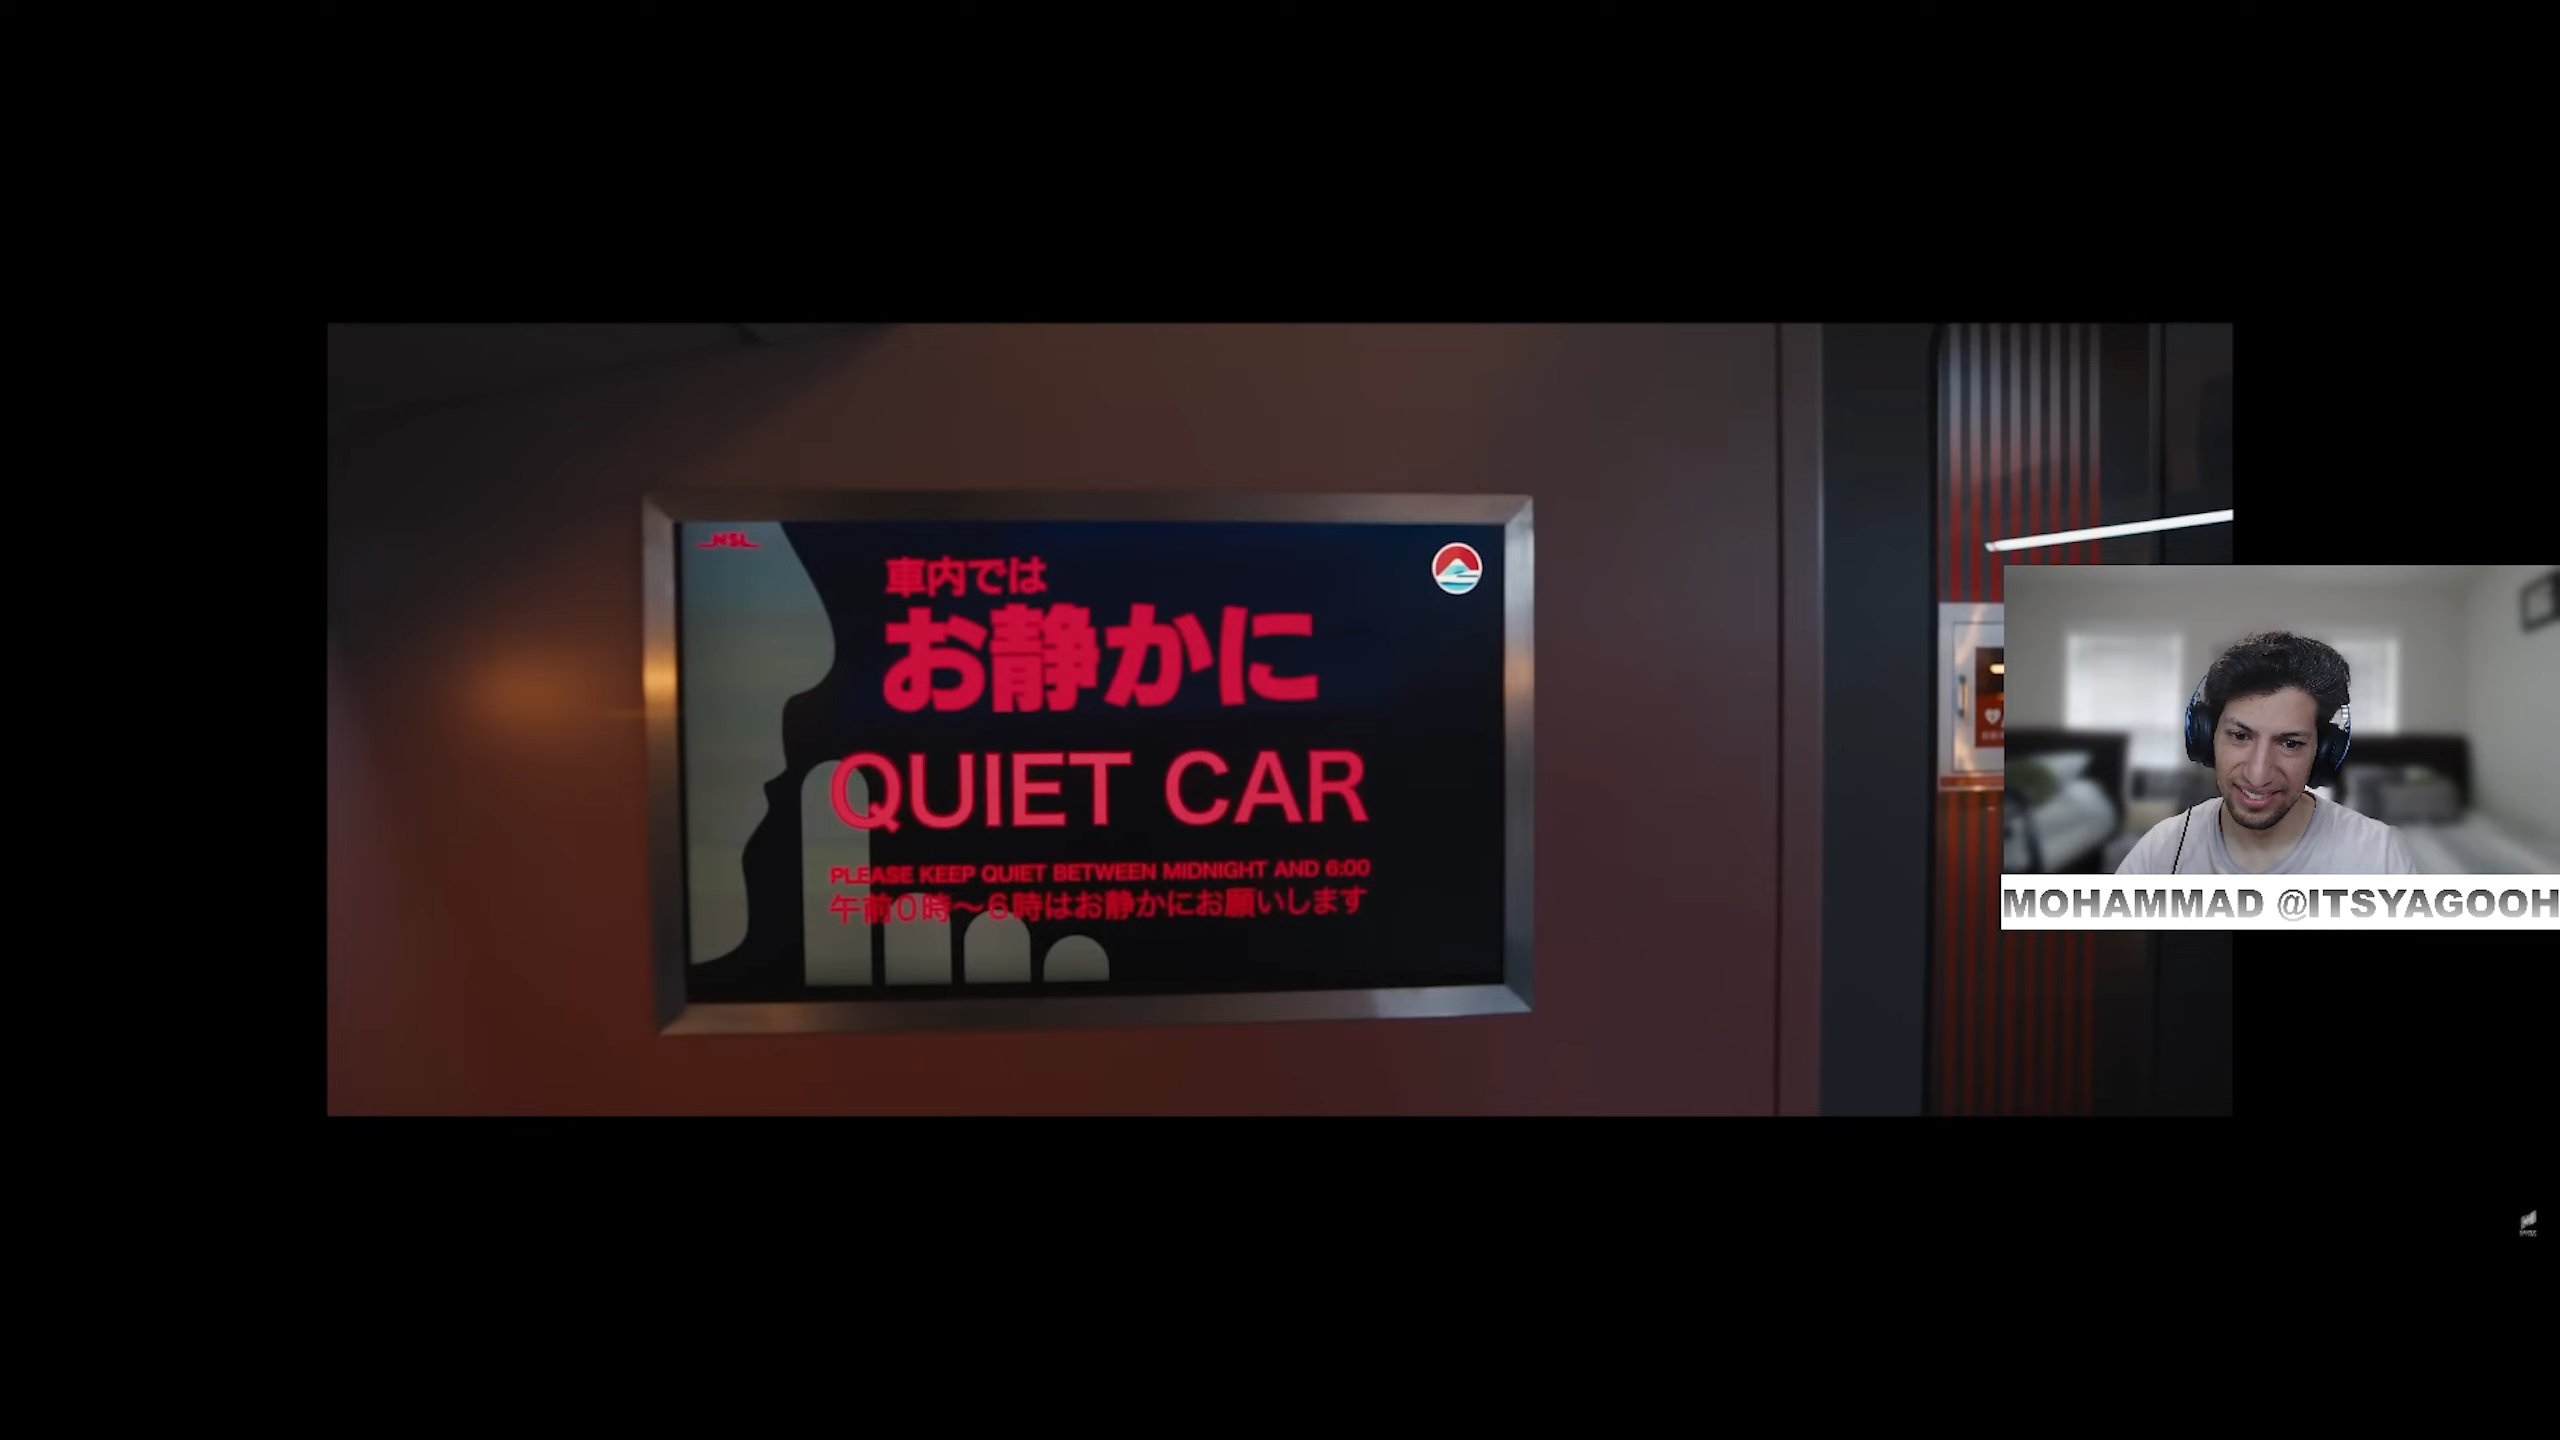 NSL
車内では
お静かに
QUIET CAR
PLEASE KEEP QUIET BETWEEN MIDNIGHT AND 6:00
午前0時〜6時はお静かにお願いします
MOHAMMAD @ITSYAGOOH